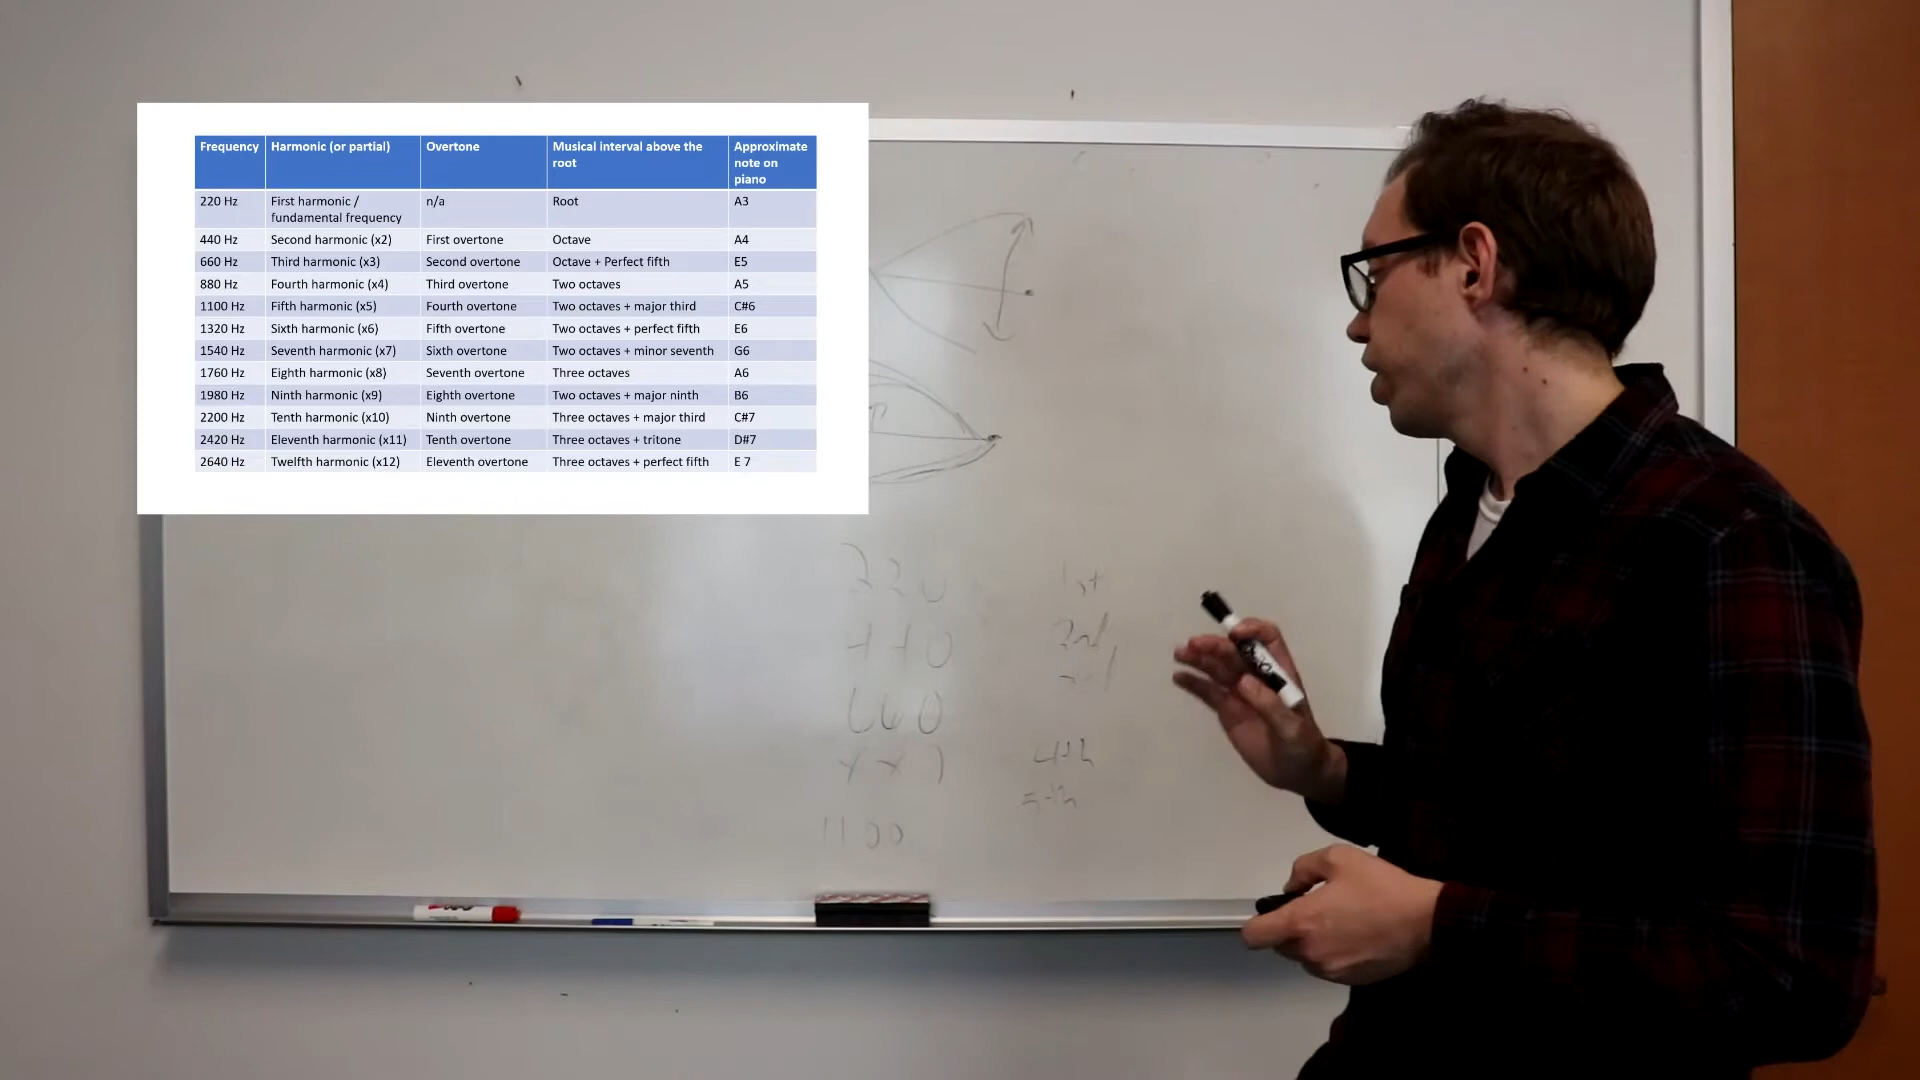 Frequency Harmonic (or partial) Overtone Musical interval above the root Approximate note on piano
220 Hz First harmonic / fundamental frequency n/a Root A3
440 Hz Second harmonic (x2) First overtone Octave A4
660 Hz Third harmonic (x3) Second overtone Octave + Perfect fifth E5
880 Hz Fourth harmonic (x4) Third overtone Two octaves A5
1100 Hz Fifth harmonic (x5) Fourth overtone Two octaves + major third C#6
1320 Hz Sixth harmonic (x6) Fifth overtone Two octaves + perfect fifth E6
1540 Hz Seventh harmonic (x7) Sixth overtone Two octaves + minor seventh G6
1760 Hz Eighth harmonic (x8) Seventh overtone Three octaves A6
1980 Hz Ninth harmonic (x9) Eighth overtone Two octaves + major ninth B6
2200 Hz Tenth harmonic (x10) Ninth overtone Three octaves + major third C#7
2420 Hz Eleventh harmonic (x11) Tenth overtone Three octaves + tritone D#7
2640 Hz Twelfth harmonic (x12) Eleventh overtone Three octaves + perfect fifth E 7
220 1st
440 2nd
660
4th
5th
1100